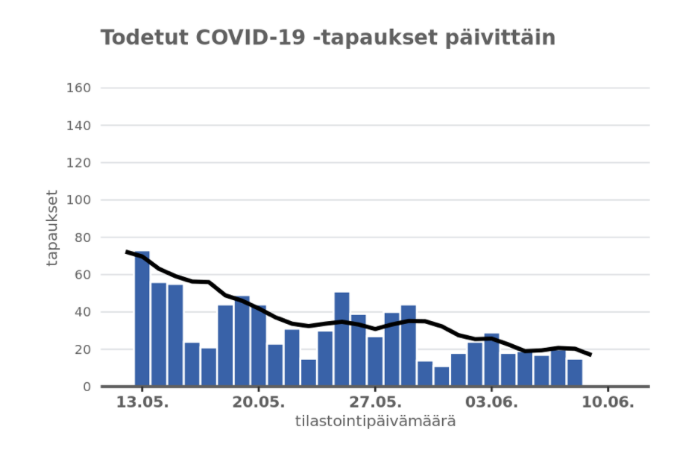 Todetut COVID-19 -tapaukset päivittäin
160
140
120
100
80
60
40
20
0
tapaukset
13.05. 20.05. 27.05. 03.06. 10.06.
tilastointipäivämäärä